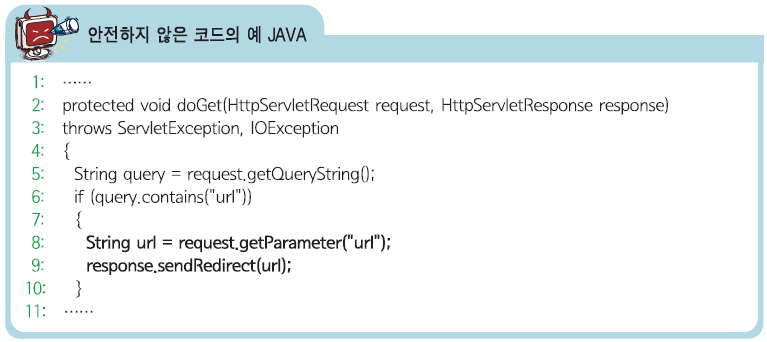 안전하지 않은 코드의 예 JAVA
1: ……
2: protected void doGet(HttpServletRequest request, HttpServletResponse response)
3: throws ServletException, IOException
4: {
5: String query = request.getQueryString();
6: if (query.contains("url"))
7: {
8: String url = request.getParameter("url");
9: response.sendRedirect(url);
10: }
11: ……